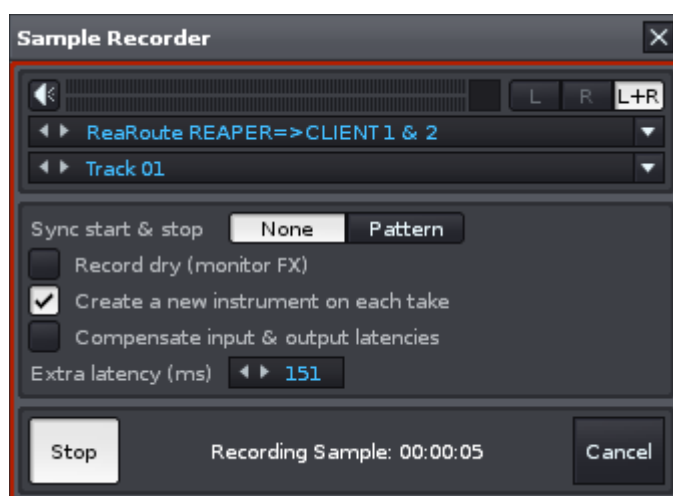 Sample Recorder
L R L+R
ReaRoute REAPER=>CLIENT 1 & 2
Track 01
Sync start & stop None Pattern
Record dry (monitor FX)
Create a new instrument on each take
Compensate input & output latencies
Extra latency (ms) 151
Stop Recording Sample: 00:00:05 Cancel